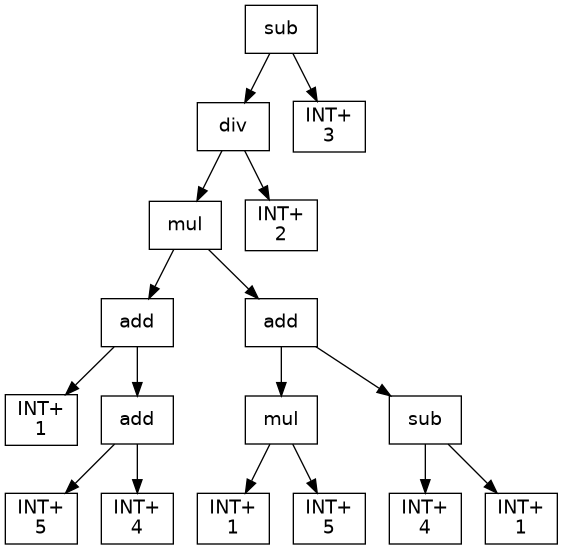 sub
div
INT+
3
mul
INT+
2
add
add
INT+
1
add
mul
sub
INT+
5
INT+
4
INT+
1
INT+
5
INT+
4
INT+
1